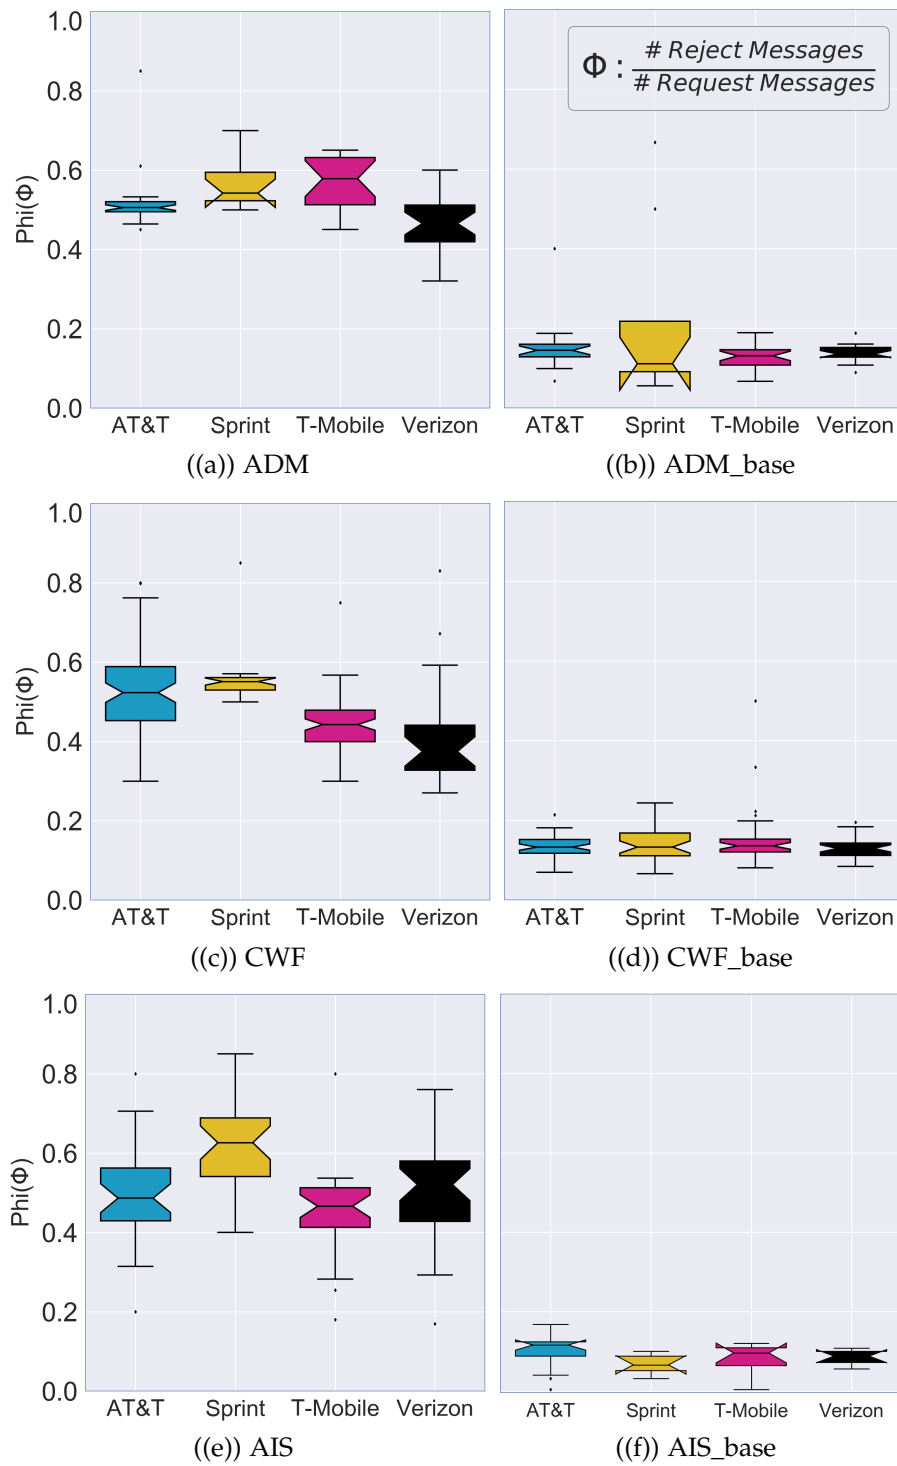 1.0
0.8
0.6
0.4
0.2
0.0
Phi(Φ)
AT&T Sprint T-Mobile Verizon
((a)) ADM
Φ : # Reject Messages
# Request Messages
AT&T Sprint T-Mobile Verizon
((b)) ADM_base
1.0
0.8
0.6
0.4
0.2
0.0
Phi(Φ)
AT&T Sprint T-Mobile Verizon
((c)) CWF
AT&T Sprint T-Mobile Verizon
((d)) CWF_base
1.0
0.8
0.6
0.4
0.2
0.0
Phi(Φ)
AT&T Sprint T-Mobile Verizon
((e)) AIS
AT&T Sprint T-Mobile Verizon
((f)) AIS_base